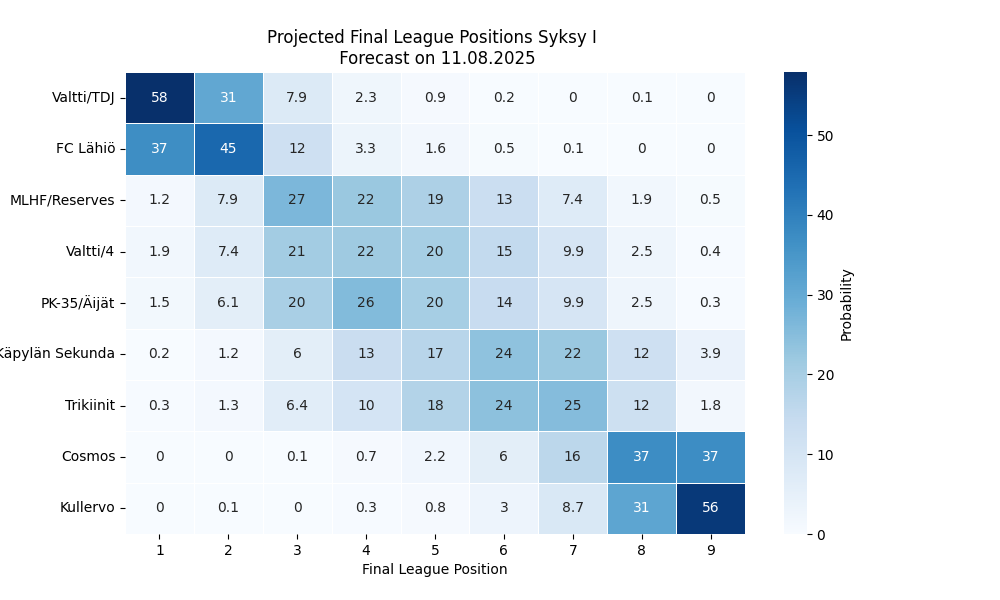 Projected Final League Positions Syksy I
Forecast on 11.08.2025
Valtti/TDJ 58 31 7.9 2.3 0.9 0.2 0 0.1 0
FC Lähiö 37 45 12 3.3 1.6 0.5 0.1 0 0
MLHF/Reserves 1.2 7.9 27 22 19 13 7.4 1.9 0.5
Valtti/4 1.9 7.4 21 22 20 15 9.9 2.5 0.4
PK-35/Äijät 1.5 6.1 20 26 20 14 9.9 2.5 0.3
Käpylän Sekunda 0.2 1.2 6 13 17 24 22 12 3.9
Trikiinit 0.3 1.3 6.4 10 18 24 25 12 1.8
Cosmos 0 0 0.1 0.7 2.2 6 16 37 37
Kullervo 0 0.1 0 0.3 0.8 3 8.7 31 56
1 2 3 4 5 6 7 8 9
Final League Position
50
40
30
20
10
0
Probability